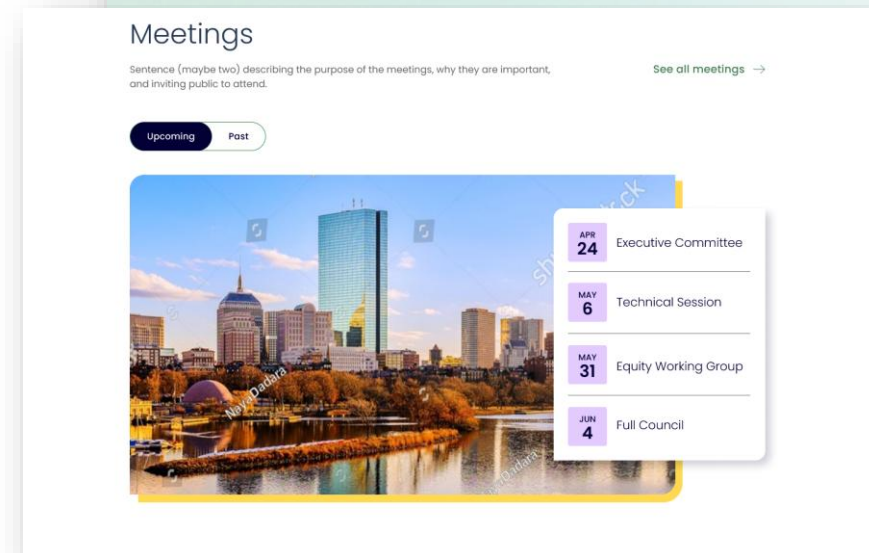 Meetings
Sentence (maybe two) describing the purpose of the meetings, why they are important,
and inviting public to attend.
See all meetings →
Upcoming
Past
APR
24
Executive Committee
MAY
6
Technical Session
MAY
31
Equity Working Group
JUN
4
Full Council
NayaDadara
NayaDadara